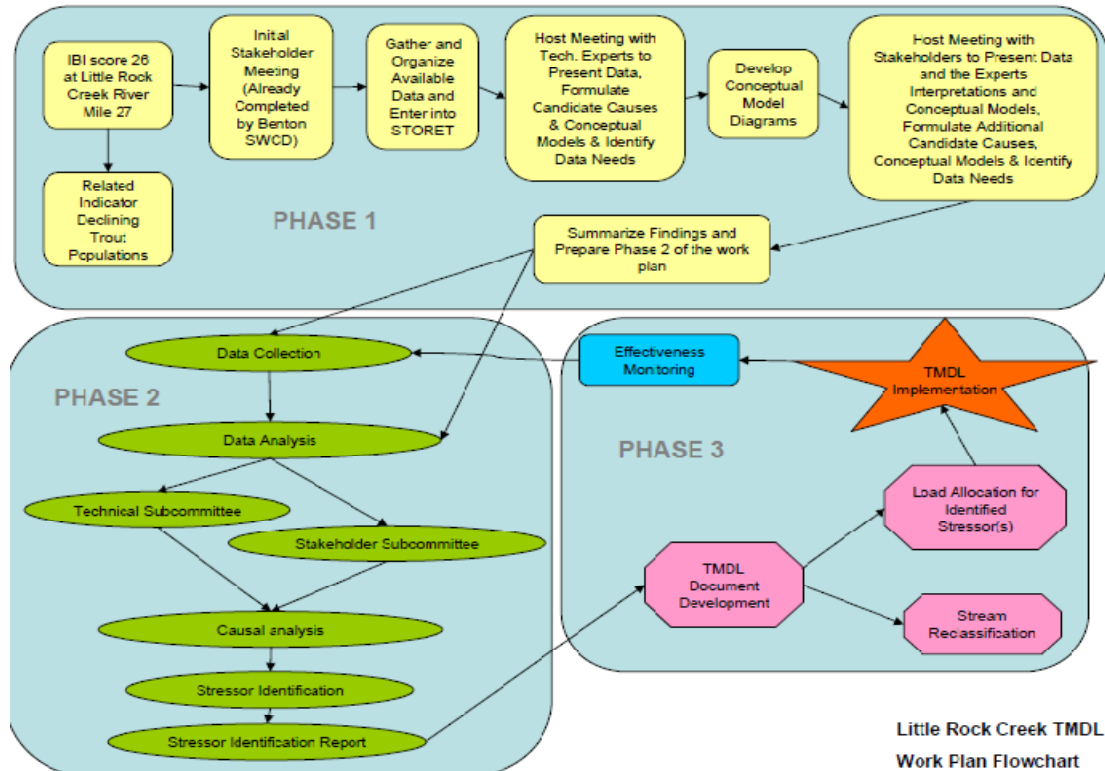 IBI score 26
at Little Rock
Creek River
Mile 27
Initial
Stakeholder
Meeting
(Already
Completed
by Benton
SWCD)
Gather and
Organize
Available
Data and
Enter into
STORET
Host Meeting with
Tech. Experts to
Present Data,
Formulate
Candidate Causes
& Conceptual
Models & Identify
Data Needs
Develop
Conceptual
Model
Diagrams
Host Meeting with
Stakeholders to Present Data
and the Experts
Interpretations and
Conceptual Models,
Formulate Additional
Candidate Causes,
Conceptual Models & Identify
Data Needs
Related
Indicator
Declining
Trout
Populations
PHASE 1
Summarize Findings and
Prepare Phase 2 of the work
plan
PHASE 2
Data Collection
Data Analysis
Technical Subcommittee
Stakeholder Subcommittee
Causal analysis
Stressor Identification
Stressor Identification Report
Effectiveness
Monitoring
TMDL
Implementation
PHASE 3
Load Allocation for
Identified
Stressor(s)
TMDL
Document
Development
Stream
Reclassification
Little Rock Creek TMDL
Work Plan Flowchart